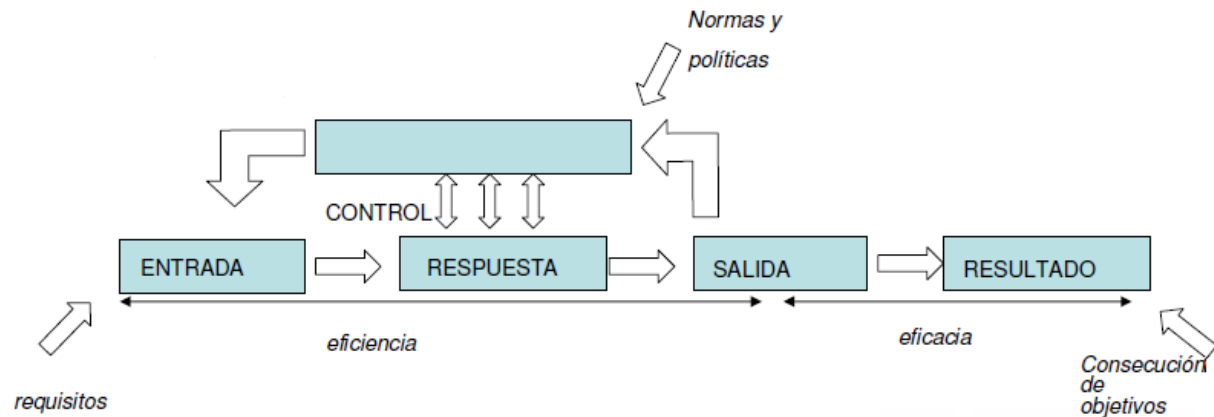 Normas y
políticas
CONTROL
ENTRADA
RESPUESTA
SALIDA
RESULTADO
eficiencia
eficacia
requisitos
Consecución
de
objetivos